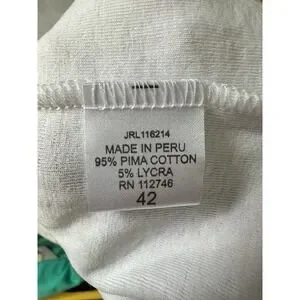 JRL116214
MADE IN PERU
95% PIMA COTTON
5% LYCRA
RN 112746
42